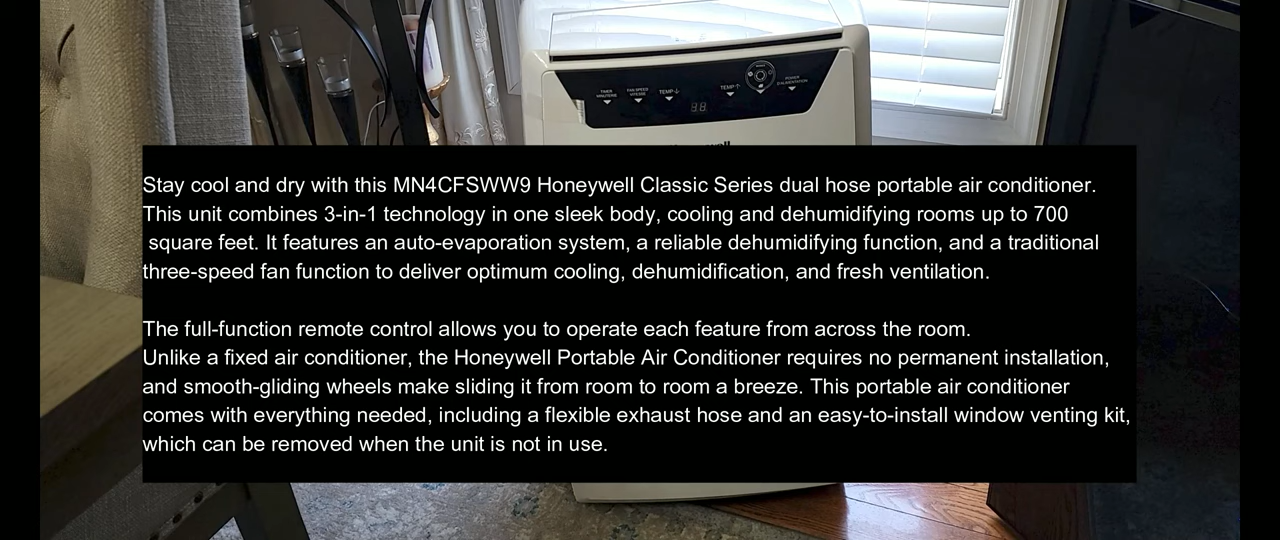 TIMER
MINUTERIE
FAN SPEED
VITESSE
TEMP
TEMP
POWER
D'ALIMENTATION
Stay cool and dry with this MN4CFSWW9 Honeywell Classic Series dual hose portable air conditioner.
This unit combines 3-in-1 technology in one sleek body, cooling and dehumidifying rooms up to 700
square feet. It features an auto-evaporation system, a reliable dehumidifying function, and a traditional
three-speed fan function to deliver optimum cooling, dehumidification, and fresh ventilation.
The full-function remote control allows you to operate each feature from across the room.
Unlike a fixed air conditioner, the Honeywell Portable Air Conditioner requires no permanent installation,
and smooth-gliding wheels make sliding it from room to room a breeze. This portable air conditioner
comes with everything needed, including a flexible exhaust hose and an easy-to-install window venting kit,
which can be removed when the unit is not in use.